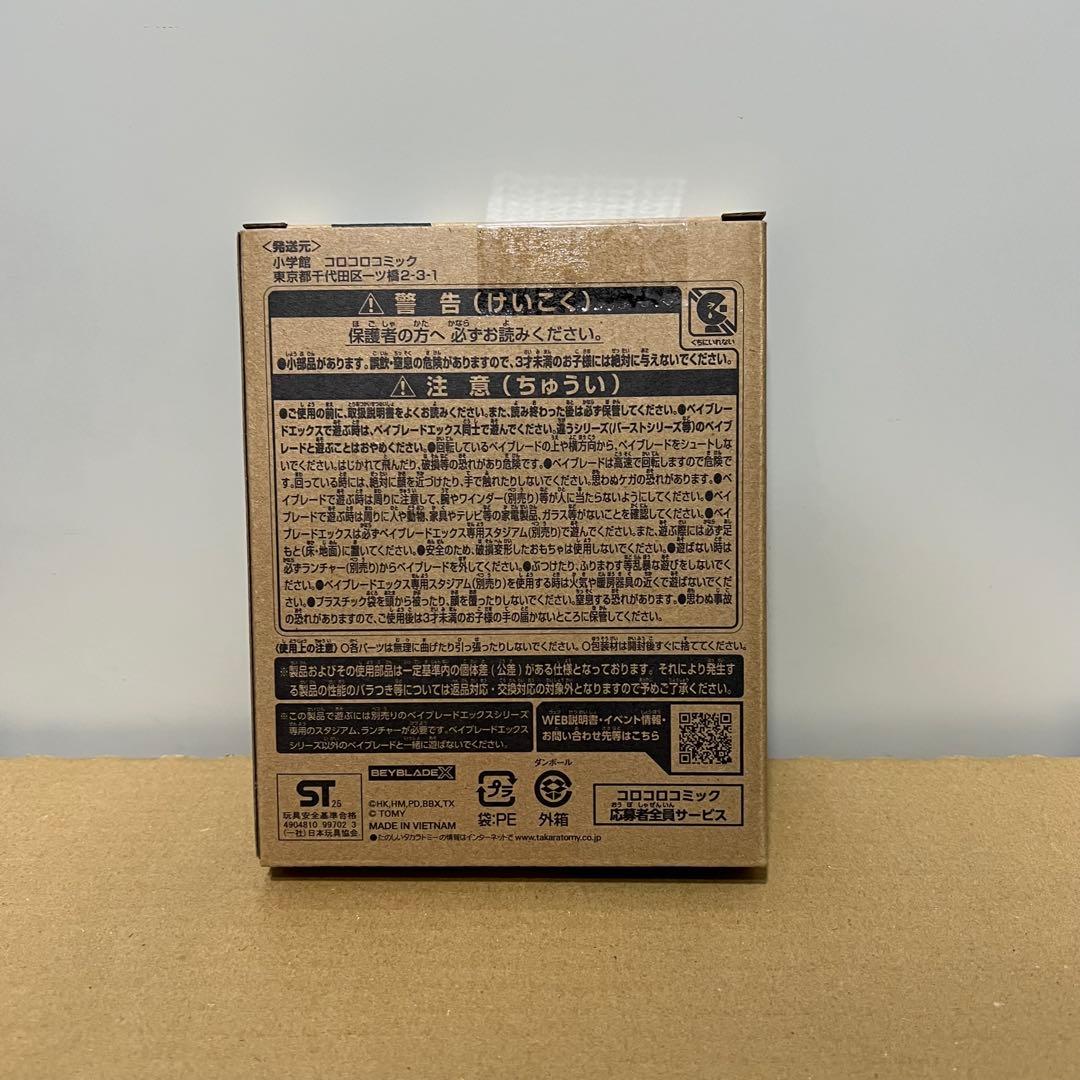 <発送元>
小学館 コロコロコミック
東京都千代田区一ツ橋2-3-1
⚠ 警告(けいこく)
くちにいれない
保護者の方へ 必ずお読みください。
●小部品があります。誤飲・窒息の危険がありますので、3才未満のお子様には絶対に与えないでください。
⚠ 注意(ちゅうい)
●ご使用の前に、取扱説明書をよくお読みください。また、読み終わった後は必ず保管してください。●ベイブレー
ドエックスで遊ぶ時は、ベイブレードエックス同士で遊んでください。違うシリーズ(バーストシリーズ等)のベイブ
レードと遊ぶことはおやめください。●回転しているベイブレードの上や横方向から、ベイブレードをシュートしな
いでください。はじかれて飛んだり、破損等の恐れがあり危険です。●ベイブレードは高速で回転しますので危険で
す。回っている時には、絶対に顔を近づけたり、手で触れたりしないでください。思わぬケガの恐れがあります。●ベ
イブレードで遊ぶ時は周りに注意して、腕やワインダー(別売り)等が人に当たらないようにしてください。●ベイ
ブレードで遊ぶ時は周りに人や動物、家具やテレビ等の家電製品、ガラス等がないことを確認してください。●ベイブ
レードエックスは必ずベイブレードエックス専用スタジアム(別売り)で遊んでください。また、遊ぶ際には必ず足
もと(床・地面)に置いてください。●安全のため、破損変形したおもちゃは使用しないでください。●遊ばない時は
必ずランチャー(別売り)からベイブレードを外してください。●ぶつけたり、ふりまわす等乱暴な遊びをしないでくだ
さい。●ベイブレードエックス専用スタジアム(別売り)を使用する時は火気や暖房器具の近くで遊ばないでくださ
い。●プラスチック袋を頭から被ったり、顔を覆ったりしないでください。窒息する恐れがあります。●思わぬ事故
の恐れがありますので、ご使用後は3才未満のお子様の手の届かないところに保管してください。
〈使用上の注意〉 ○各パーツは無理に曲げたり引っ張ったりしないでください。○包装材は開封後すぐに捨ててください。
※製品およびその使用部品は一定基準内の個体差(公差)がある仕様となっております。それにより発生す
る製品の性能のバラつき等については返品対応・交換対応の対象外となりますので予めご了承ください。
※この製品で遊ぶには別売りのベイブレードエックスシリーズ
専用のスタジアム、ランチャーが必要です。ベイブレードエックス
シリーズ以外のベイブレードと一緒に遊ばないでください。
WEB説明書・イベント情報・
お問い合わせ先等はこちら
ST 25
玩具安全基準合格
4904810 99702 3
(一社)日本玩具協会
BEYBLADE X
©HK,HM,PD,BBX,TX
© TOMY
MADE IN VIETNAM
プラ
袋:PE
ダンボール
外箱
コロコロコミック
応募者全員サービス
●たのしいタカラトミーの情報はインターネットで www.takaratomy.co.jp